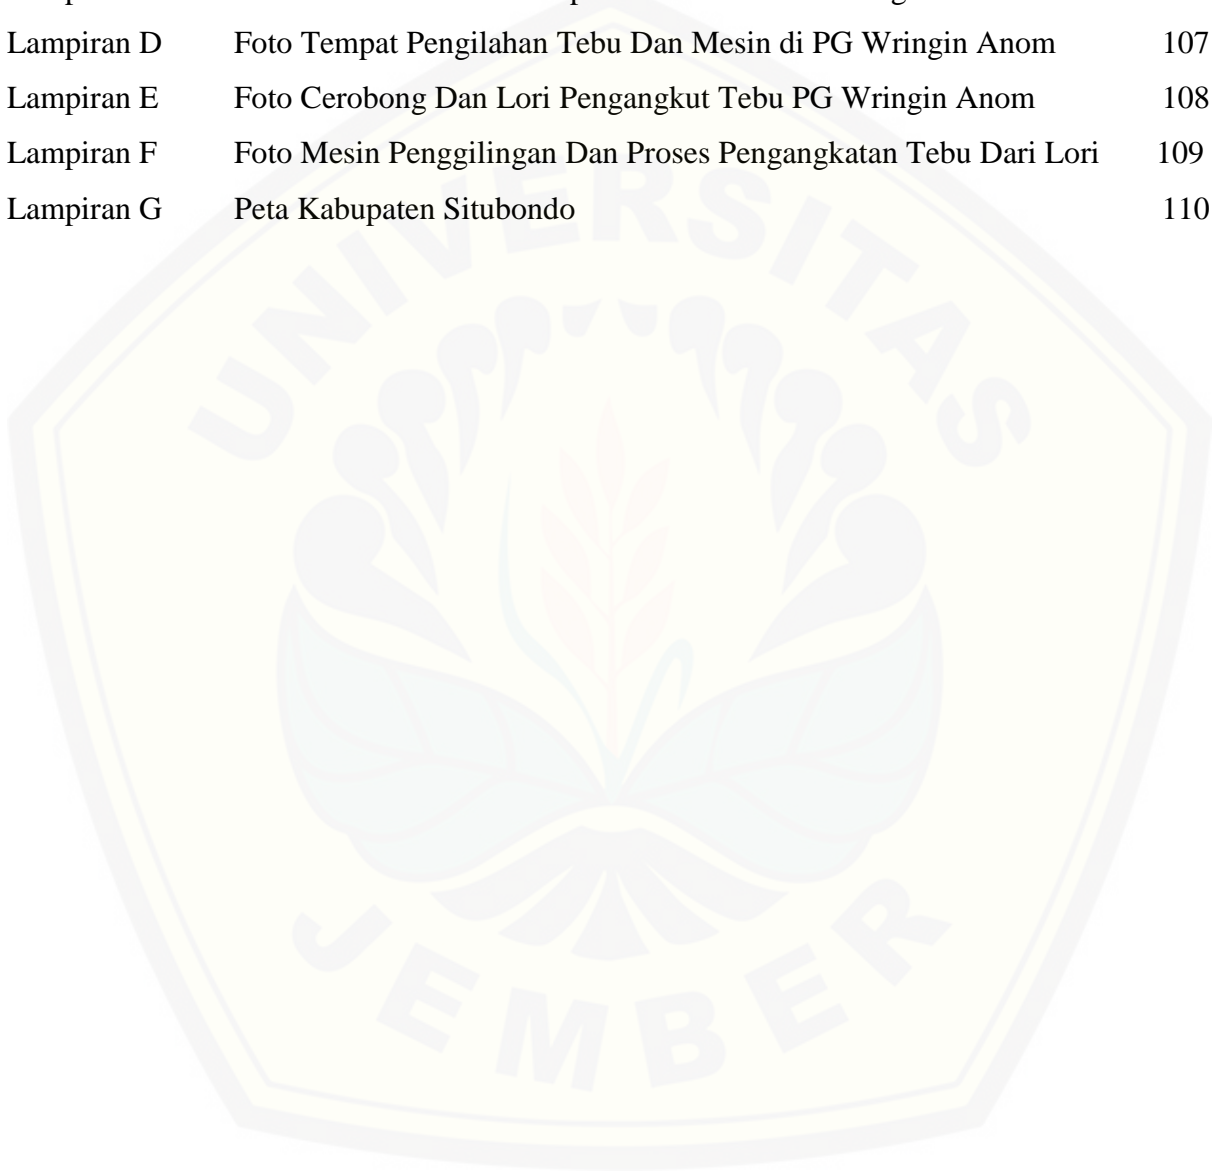 Lampiran D Foto Tempat Pengilahan Tebu Dan Mesin di PG Wringin Anom 107
Lampiran E Foto Cerobong Dan Lori Pengangkut Tebu PG Wringin Anom 108
Lampiran F Foto Mesin Penggilingan Dan Proses Pengangkatan Tebu Dari Lori 109
Lampiran G Peta Kabupaten Situbondo 110
UNIVERSITAS
JEMBER